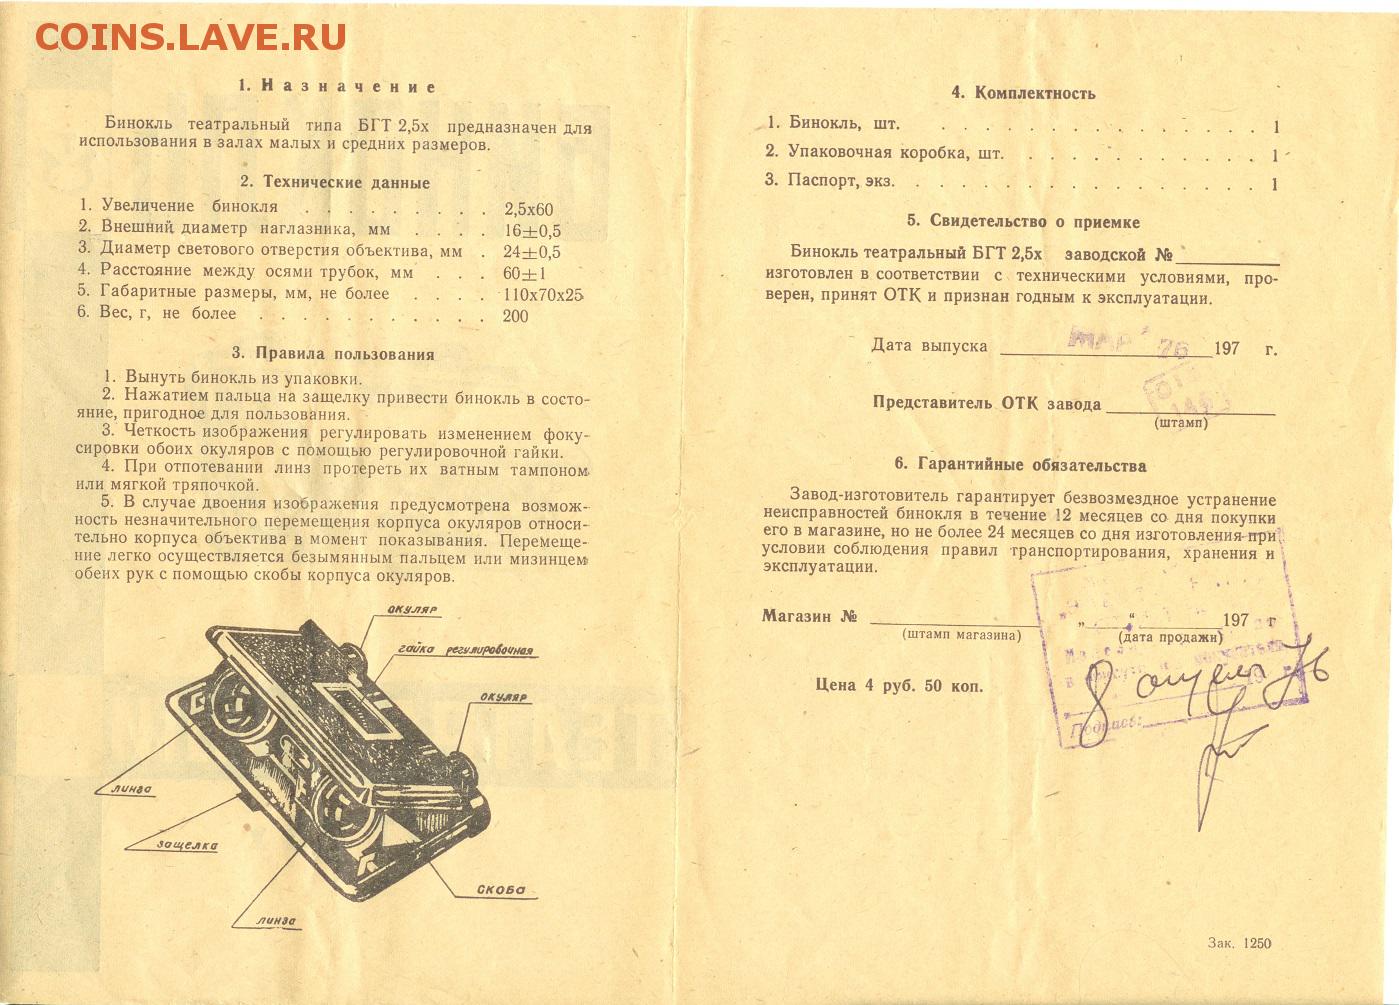 COINS.LAVE.RU
1. Назначение
Бинокль театральный типа БГТ 2,5х предназначен для
использования в залах малых и средних размеров.
2. Технические данные
1. Увеличение бинокля . . . . . . . . . 2,5х60
2. Внешний диаметр наглазника, мм . . . . 16±0,5
3. Диаметр светового отверстия объектива, мм . 24±0,5
4. Расстояние между осями трубок, мм . . . 60±1
5. Габаритные размеры, мм, не более . . . . 110х70х25
6. Вес, г, не более . . . . . . . . . . . 200
3. Правила пользования
1. Вынуть бинокль из упаковки.
2. Нажатием пальца на защелку привести бинокль в состо-
яние, пригодное для пользования.
3. Четкость изображения регулировать изменением фоку-
сировки обоих окуляров с помощью регулировочной гайки.
4. При отпотевании линз протереть их ватным тампоном
или мягкой тряпочкой.
5. В случае двоения изображения предусмотрена возмож-
ность незначительного перемещения корпуса окуляров относи-
тельно корпуса объектива в момент показывания. Перемеще-
ние легко осуществляется безымянным пальцем или мизинцем
обеих рук с помощью скобы корпуса окуляров.
окуляр
гайка регулировочная
окуляр
линза
защелка
скоба
линза
4. Комплектность
1. Бинокль, шт. . . . . . . . . . . . . . . . 1
2. Упаковочная коробка, шт. . . . . . . . . . . 1
3. Паспорт, экз. . . . . . . . . . . . . . . . . 1
5. Свидетельство о приемке
Бинокль театральный БГТ 2,5х заводской №
изготовлен в соответствии с техническими условиями, про-
верен, принят ОТК и признан годным к эксплуатации.
Дата выпуска МАР 76 197 г.
Представитель ОТК завода
(штамп)
6. Гарантийные обязательства
Завод-изготовитель гарантирует безвозмездное устранение
неисправностей бинокля в течение 12 месяцев со дня покупки
его в магазине, но не более 24 месяцев со дня изготовления при
условии соблюдения правил транспортирования, хранения и
эксплуатации.
Магазин № „ “ 197 г
(штамп магазина) (дата продажи)
8 апреля 76
Подпись:
Цена 4 руб. 50 коп.
Зак. 1250